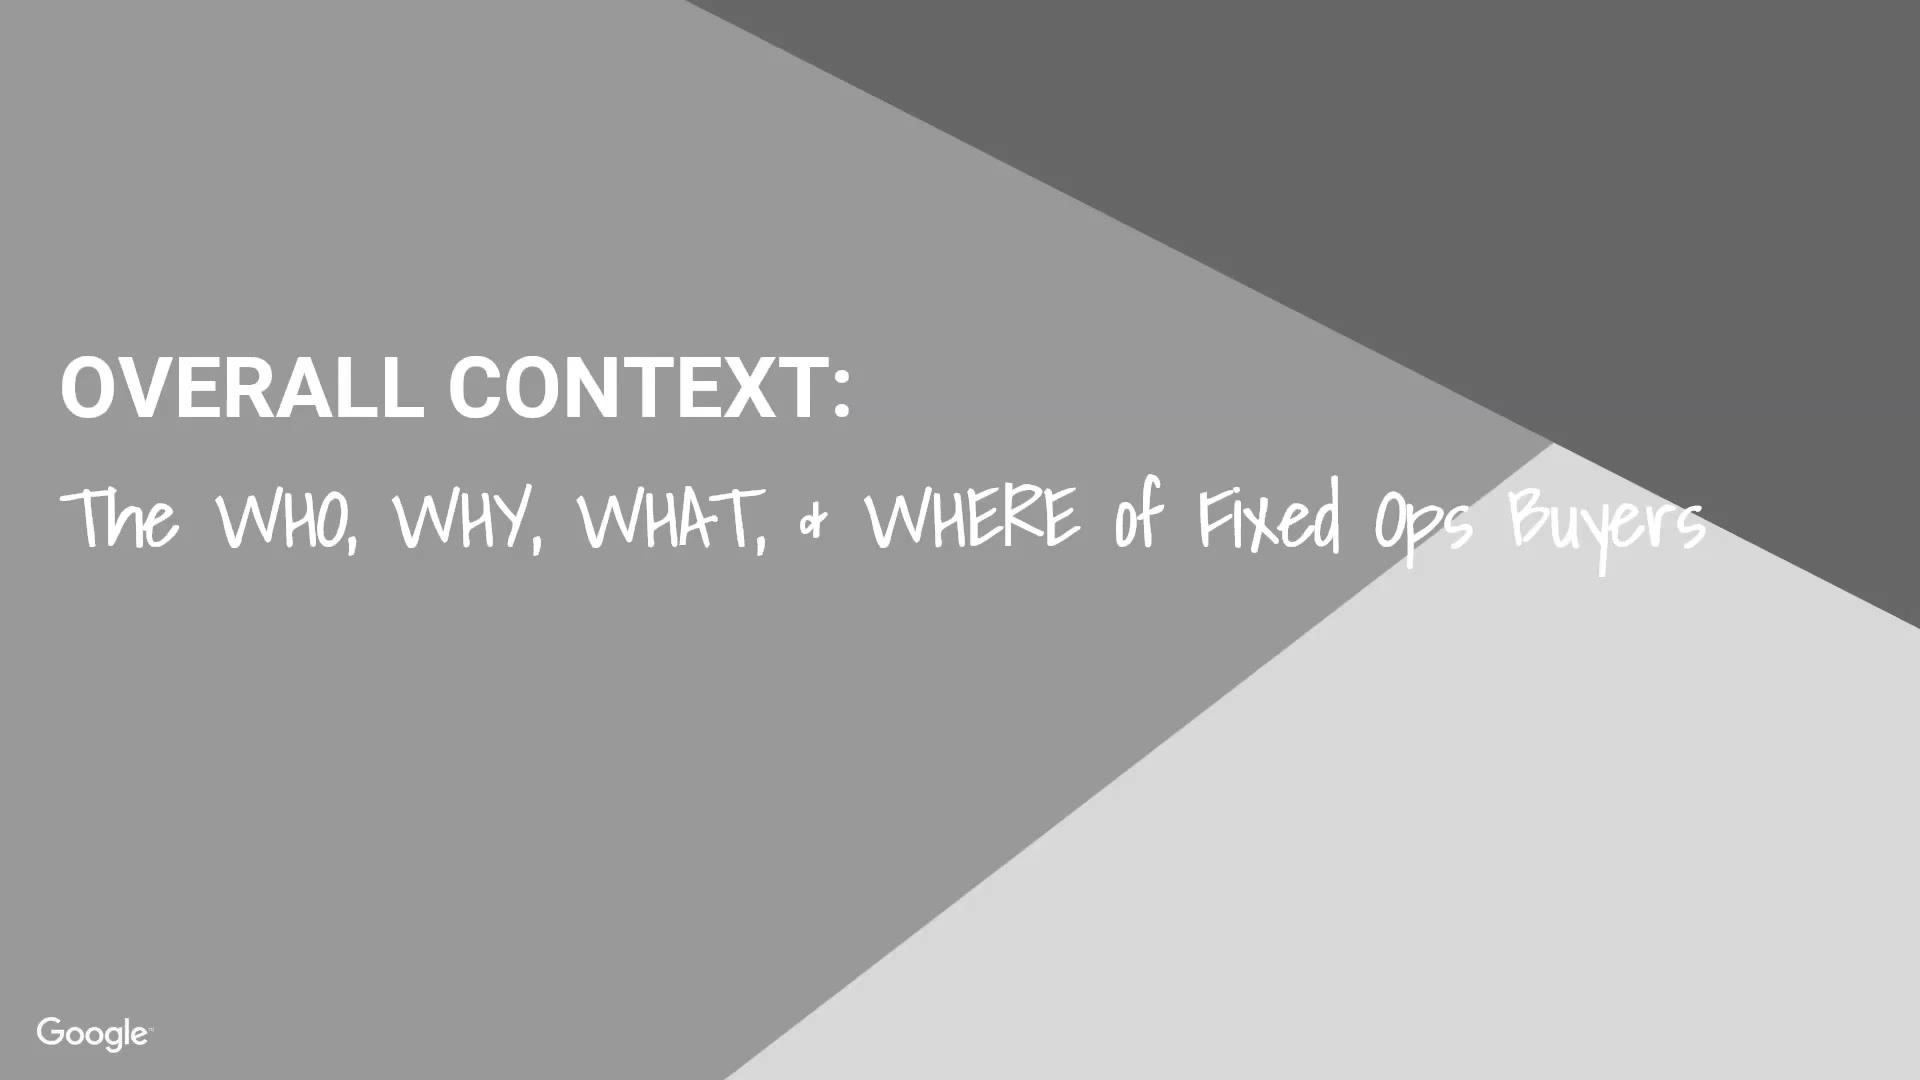 OVERALL CONTEXT:
The WHO, WHY, WHAT, & WHERE of Fixed Ops Buyers
Google